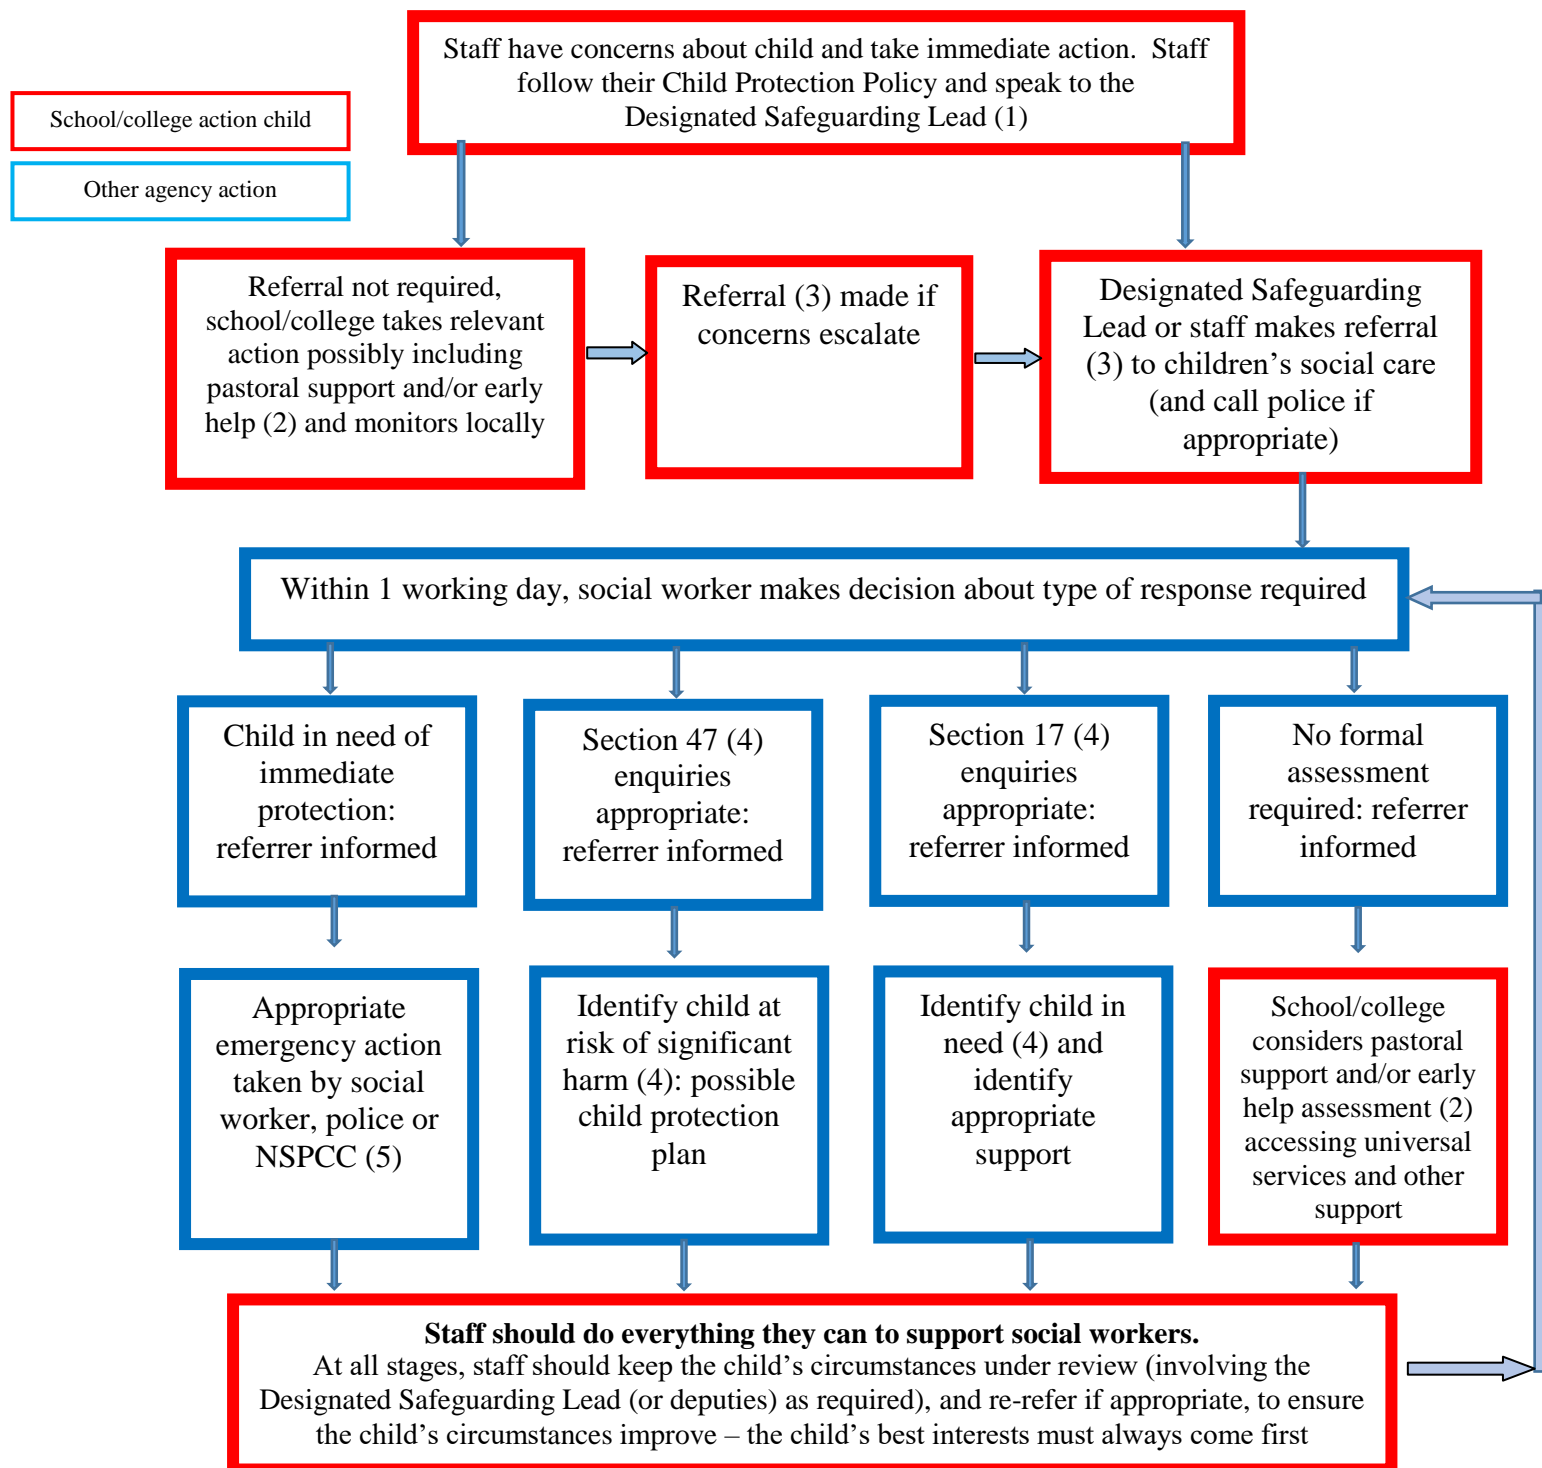 Staff have concerns about child and take immediate action.  Staff
follow their Child Protection Policy and speak to the
Designated Safeguarding Lead (1)
School/college action child
Other agency action
Referral not required,
school/college takes relevant
action possibly including
pastoral support and/or early
help (2) and monitors locally
Referral (3) made if
concerns escalate
Designated Safeguarding
Lead or staff makes referral
(3) to children’s social care
(and call police if
appropriate)
Within 1 working day, social worker makes decision about type of response required
Child in need of
immediate
protection:
referrer informed
Section 47 (4)
enquiries
appropriate:
referrer informed
Section 17 (4)
enquiries
appropriate:
referrer informed
No formal
assessment
required: referrer
informed
Appropriate
emergency action
taken by social
worker, police or
NSPCC (5)
Identify child at
risk of significant
harm (4): possible
child protection
plan
Identify child in
need (4) and
identify
appropriate
support
School/college
considers pastoral
support and/or early
help assessment (2)
accessing universal
services and other
support
Staff should do everything they can to support social workers.
At all stages, staff should keep the child’s circumstances under review (involving the
Designated Safeguarding Lead (or deputies) as required), and re-refer if appropriate, to ensure
the child’s circumstances improve – the child’s best interests must always come first